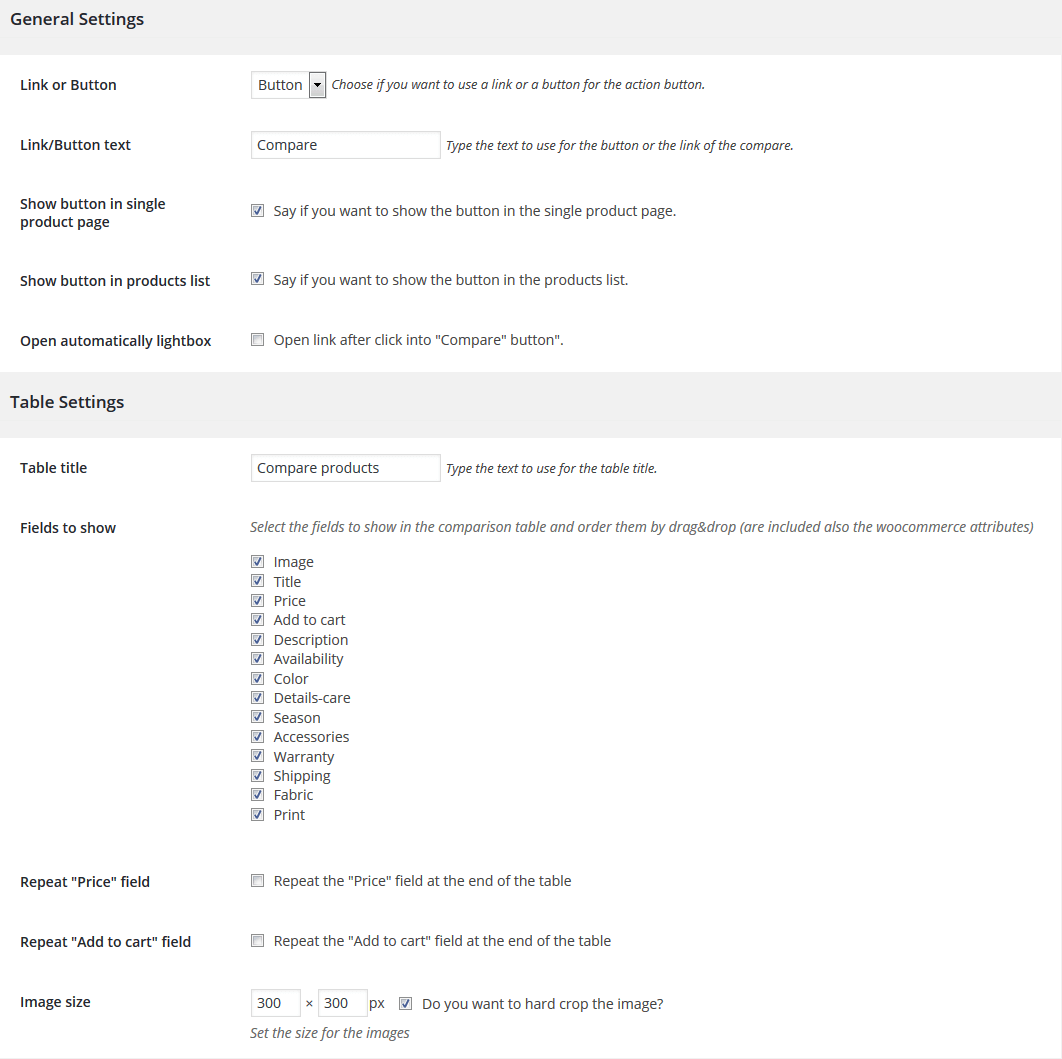 General Settings
Link or Button
Button Choose if you want to use a link or a button for the action button.
Link/Button text
Compare Type the text to use for the button or the link of the compare.
Show button in single
product page
Say if you want to show the button in the single product page.
Show button in products list
Say if you want to show the button in the products list.
Open automatically lightbox
Open link after click into "Compare" button".
Table Settings
Table title
Compare products Type the text to use for the table title.
Fields to show
Select the fields to show in the comparison table and order them by drag&drop (are included also the woocommerce attributes)
Image
Title
Price
Add to cart
Description
Availability
Color
Details-care
Season
Accessories
Warranty
Shipping
Fabric
Print
Repeat "Price" field
Repeat the "Price" field at the end of the table
Repeat "Add to cart" field
Repeat the "Add to cart" field at the end of the table
Image size
300 × 300 px Do you want to hard crop the image?
Set the size for the images